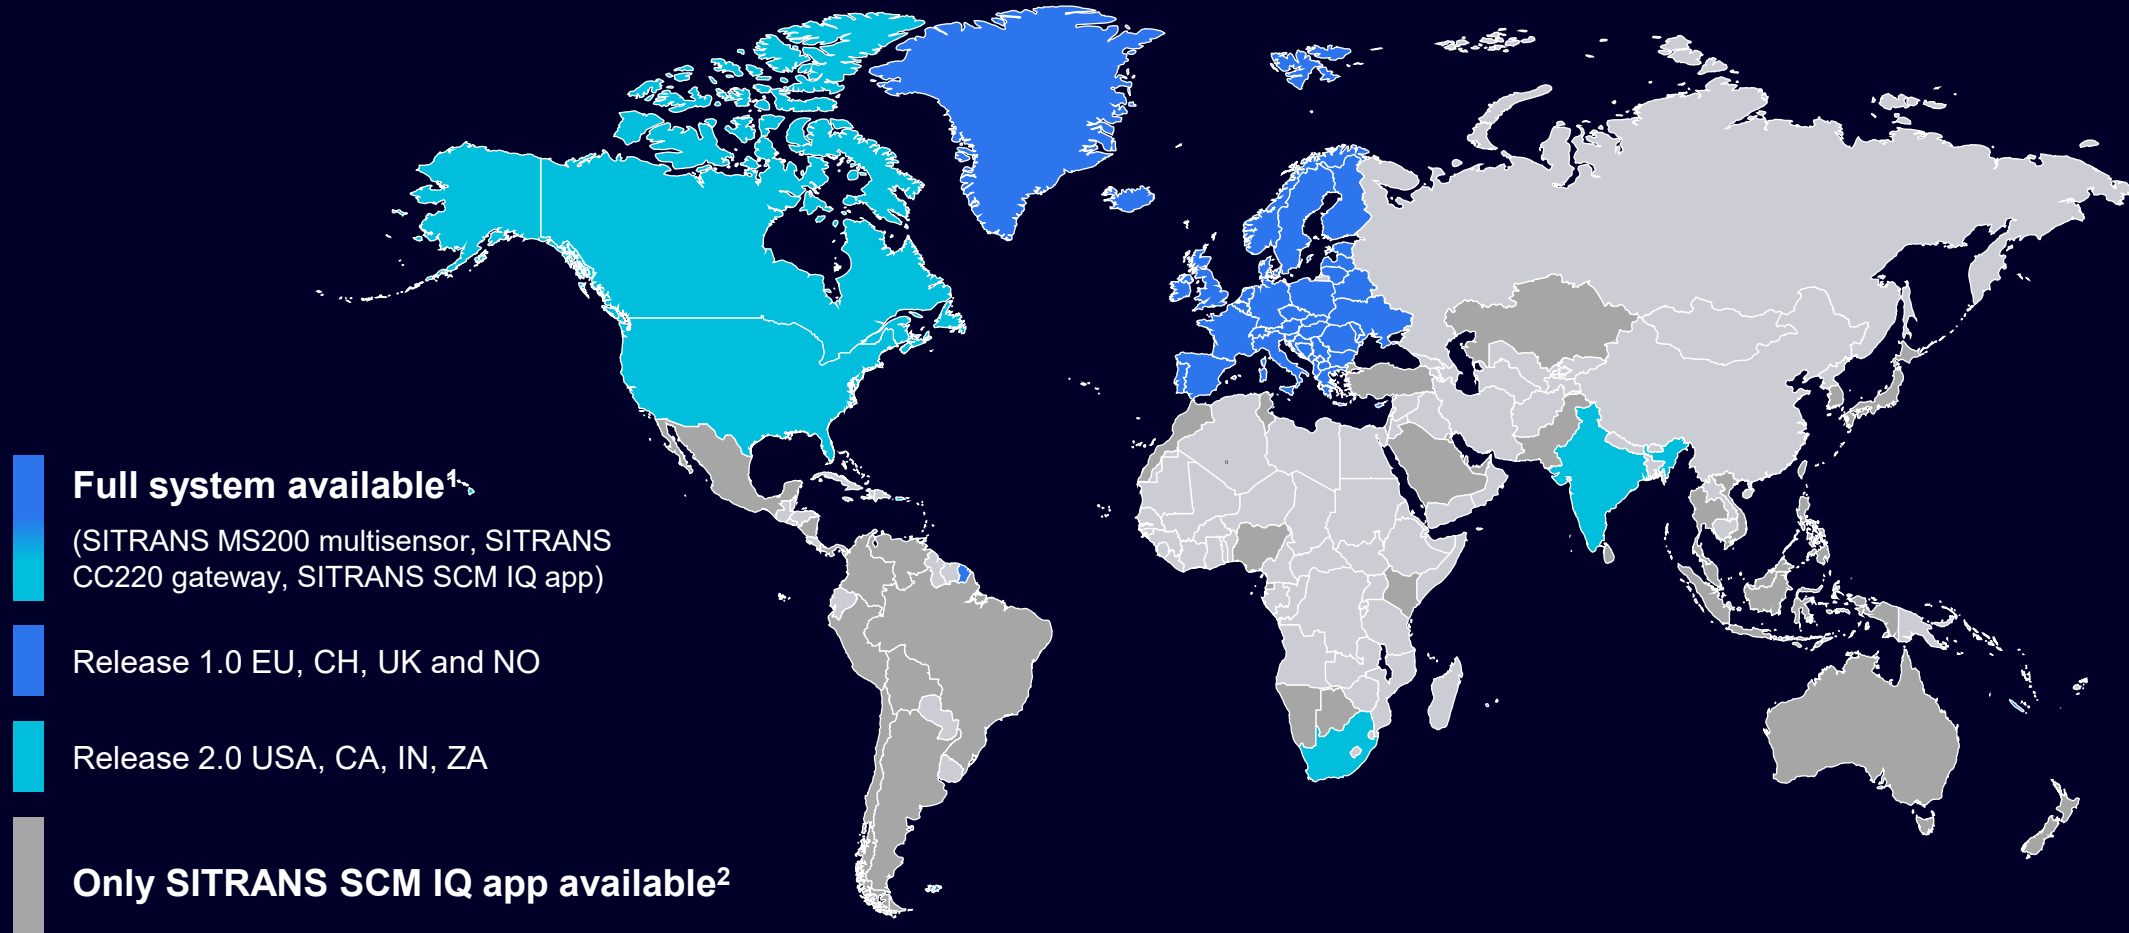 Full system available¹
(SITRANS MS200 multisensor, SITRANS
CC220 gateway, SITRANS SCM IQ app)
Release 1.0 EU, CH, UK and NO
Release 2.0 USA, CA, IN, ZA
Only SITRANS SCM IQ app available²